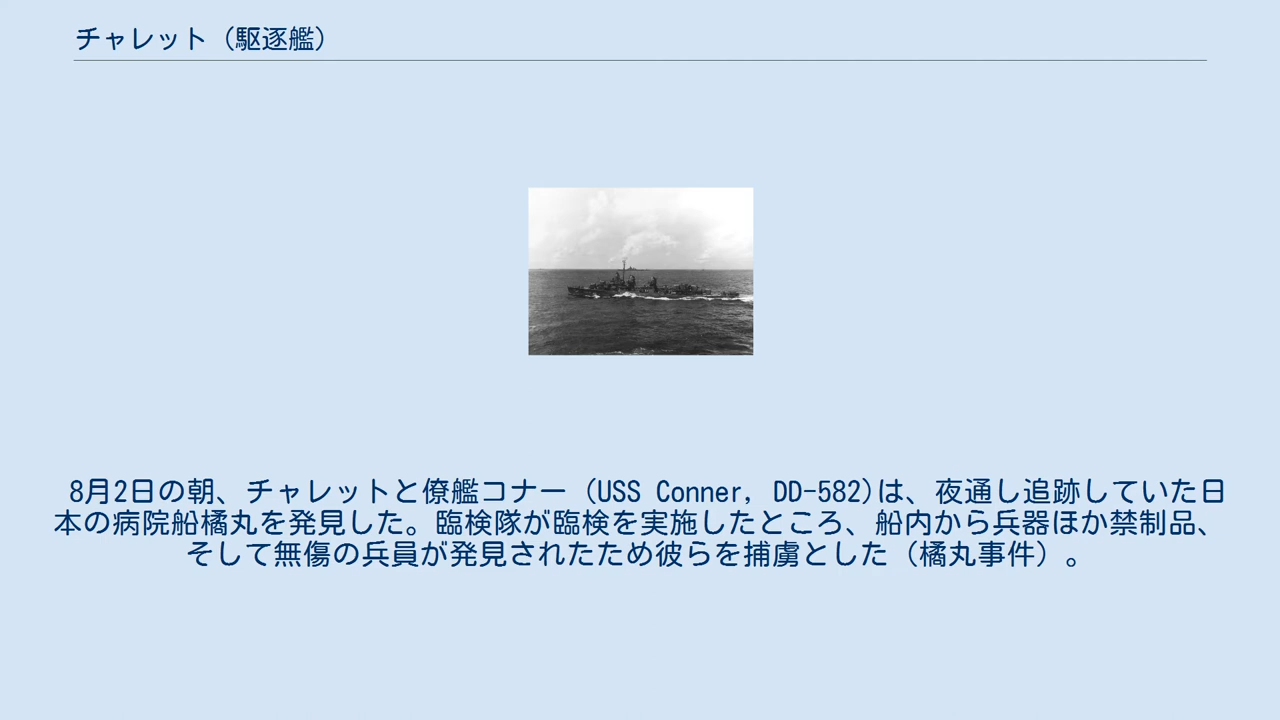 チャレット（駆逐艦）
8月2日の朝、チャレットと僚艦コナー（USS Conner, DD-582)は、夜通し追跡していた日
本の病院船橘丸を発見した。臨検隊が臨検を実施したところ、船内から兵器ほか禁制品、
そして無傷の兵員が発見されたため彼らを捕虜とした（橘丸事件）。